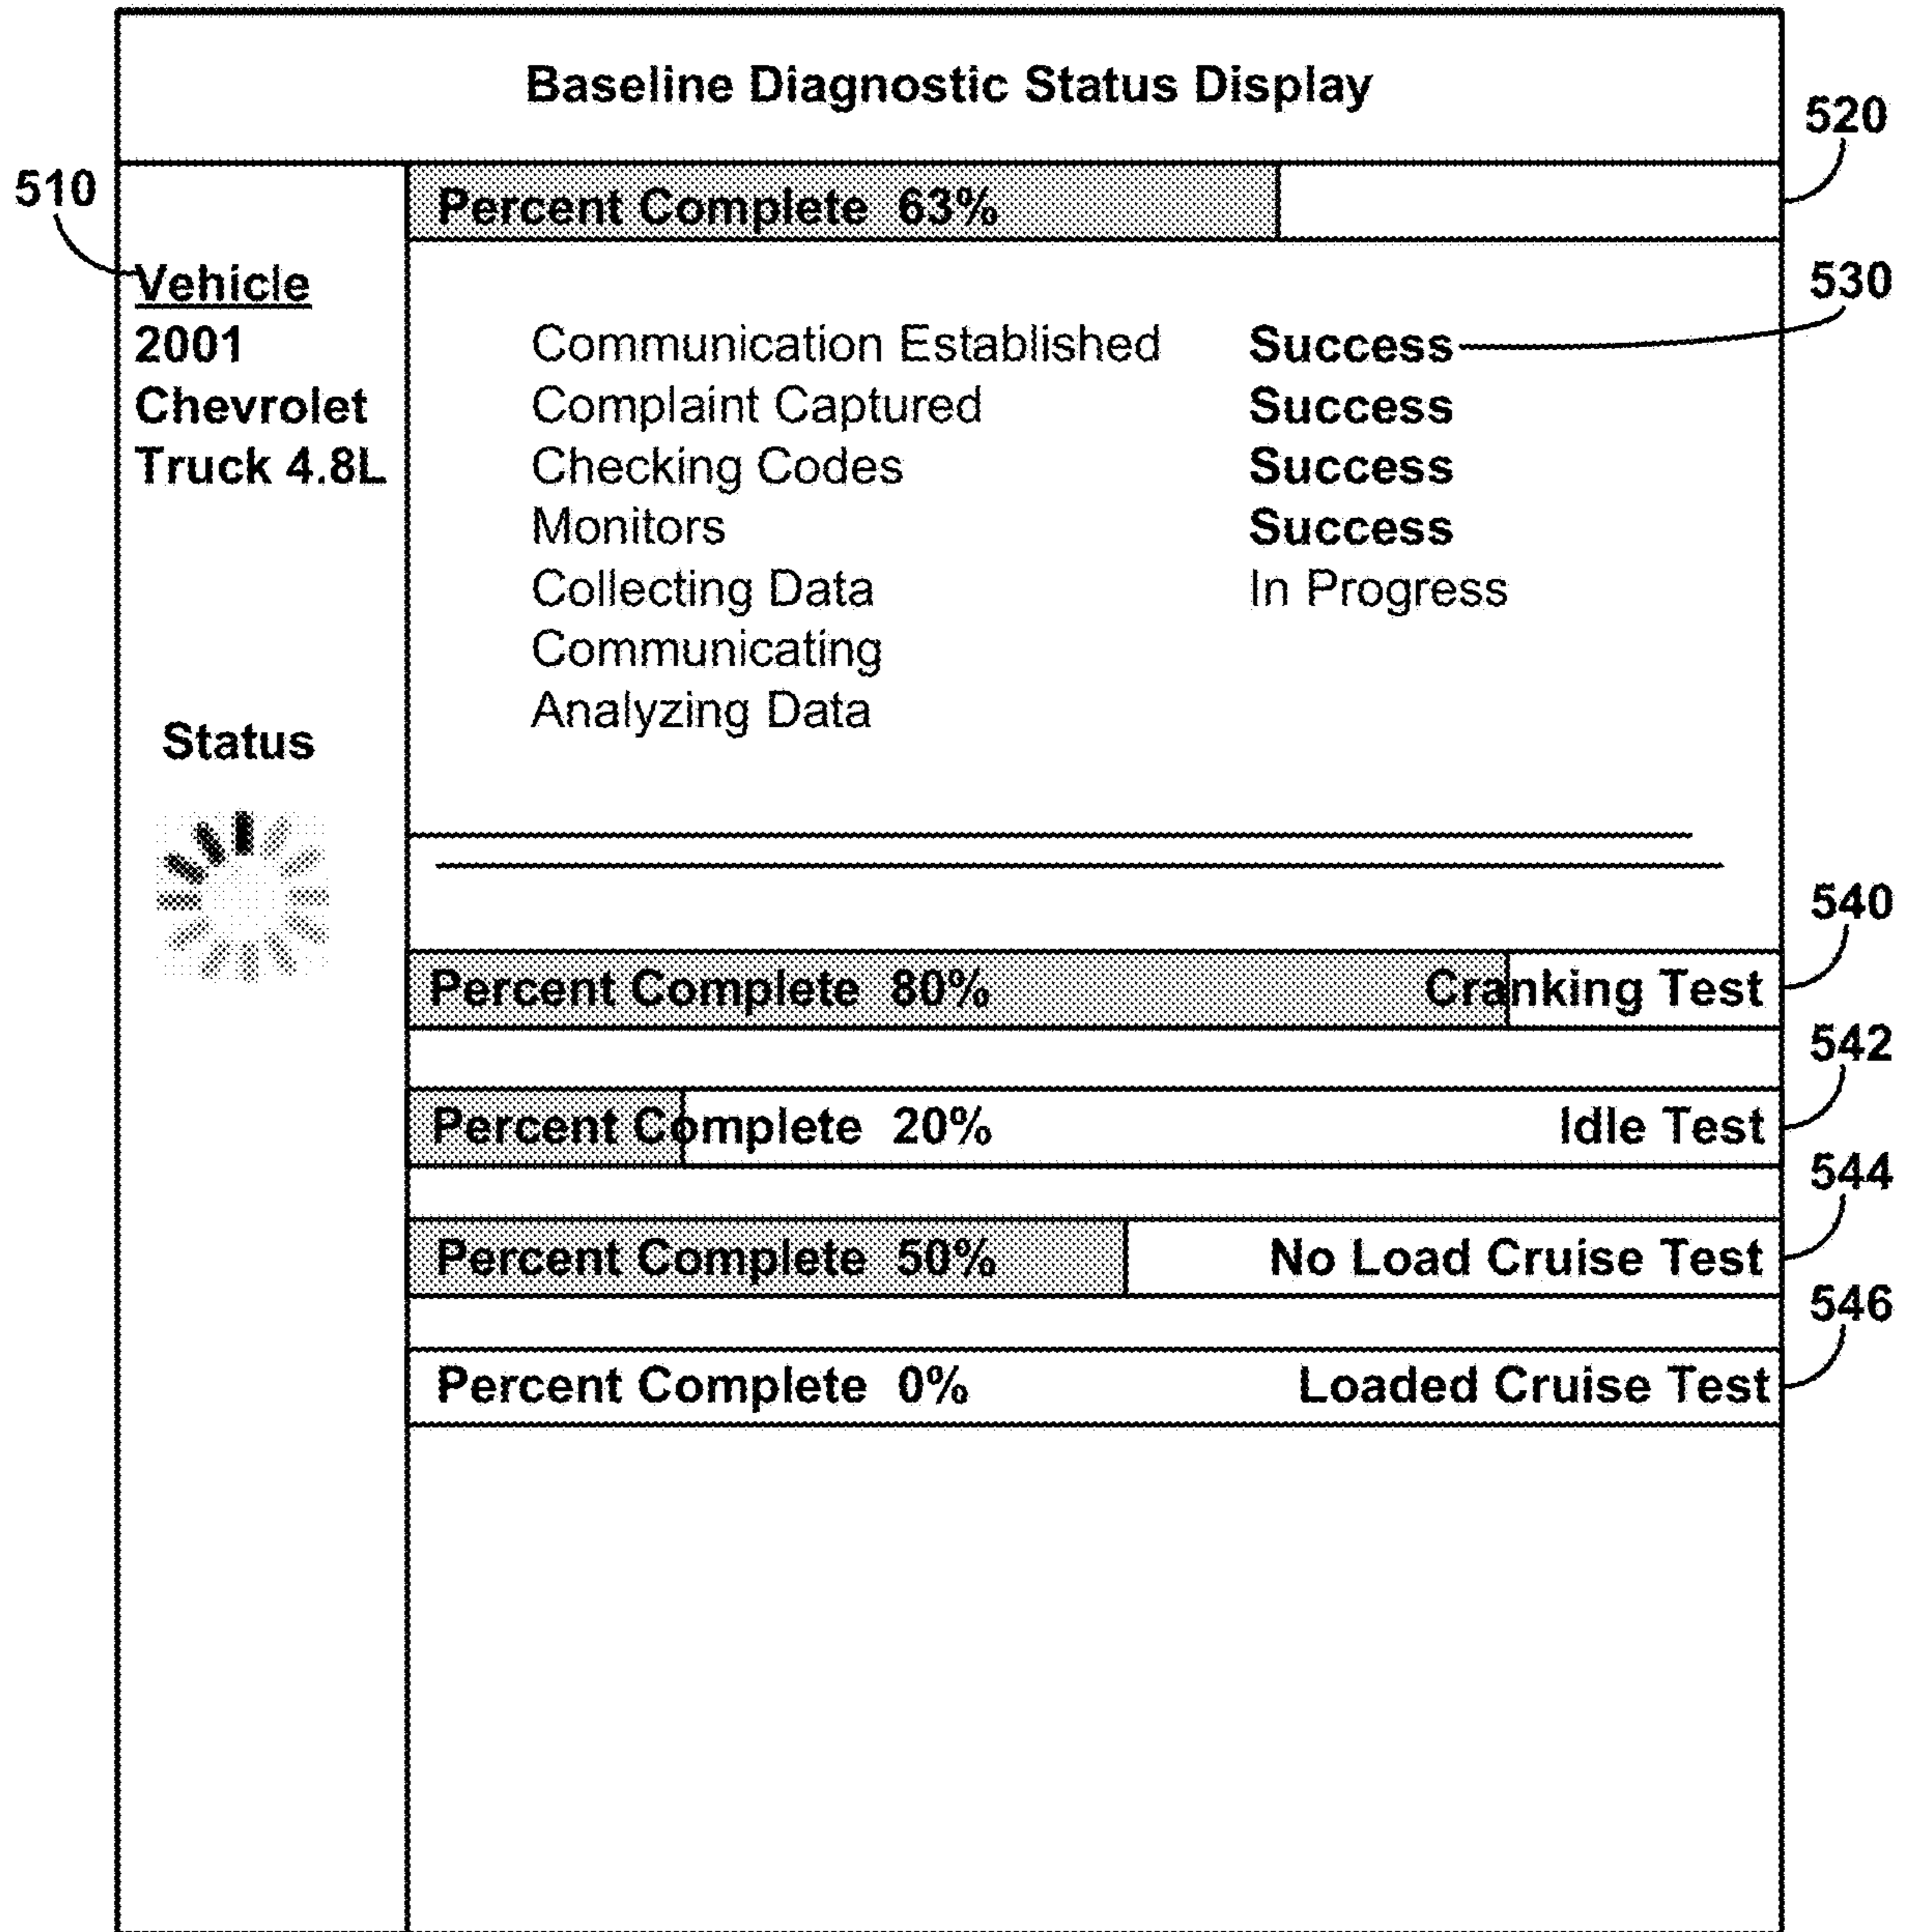 Baseline Diagnostic Status Display
520
510
Percent Complete 63%
Vehicle
2001
Chevrolet
Truck 4.8L
530
Communication Established Success
Complaint Captured Success
Checking Codes Success
Monitors Success
Collecting Data In Progress
Communicating
Analyzing Data
Status
540
Percent Complete 80% Cranking Test
542
Percent Complete 20% Idle Test
544
Percent Complete 50% No Load Cruise Test
546
Percent Complete 0% Loaded Cruise Test